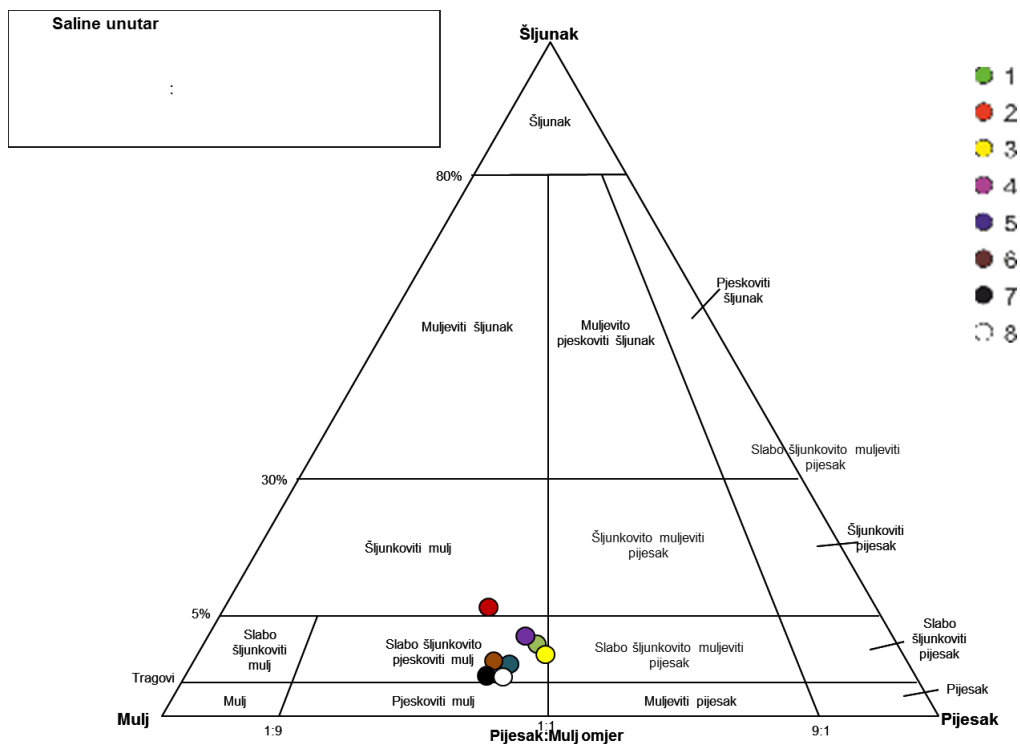 Saline unutar
:
Šljunak
1
2
3
4
5
6
7
8
Šljunak
80%
Pjeskoviti
šljunak
Muljeviti šljunak
Muljevito
pjeskoviti šljunak
Slabo šljunkovito muljeviti
pijesak
30%
Šljunkoviti mulj
Šljunkovito muljeviti
pijesak
Šljunkoviti
pijesak
5%
Slabo
šljunkoviti
mulj
Slabo šljunkovito
pjeskoviti mulj
Slabo šljunkovito muljeviti
pijesak
Slabo
šljunkoviti
pijesak
Tragovi
Mulj
Pjeskoviti mulj
Muljeviti pijesak
Pijesak
Mulj
Pijesak
1:9
1:1
9:1
Pijesak:Mulj omjer